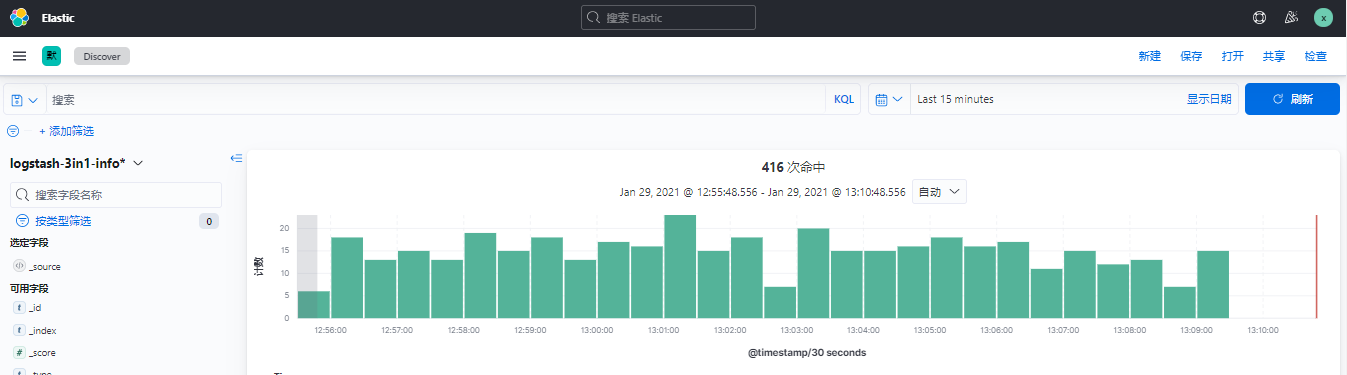 Elastic
搜索 Elastic
x
默
Discover
新建 保存 打开 共享 检查
搜索
KQL
Last 15 minutes
显示日期
刷新
+ 添加筛选
logstash-3in1-info*
搜索字段名称
按类型筛选
0
选定字段
_source
可用字段
t _id
t _index
# _score
_type
416 次命中
Jan 29, 2021 @ 12:55:48.556 - Jan 29, 2021 @ 13:10:48.556
自动
计数
20
15
10
5
0
12:56:00 12:57:00 12:58:00 12:59:00 13:00:00 13:01:00 13:02:00 13:03:00 13:04:00 13:05:00 13:06:00 13:07:00 13:08:00 13:09:00 13:10:00
@timestamp/30 seconds